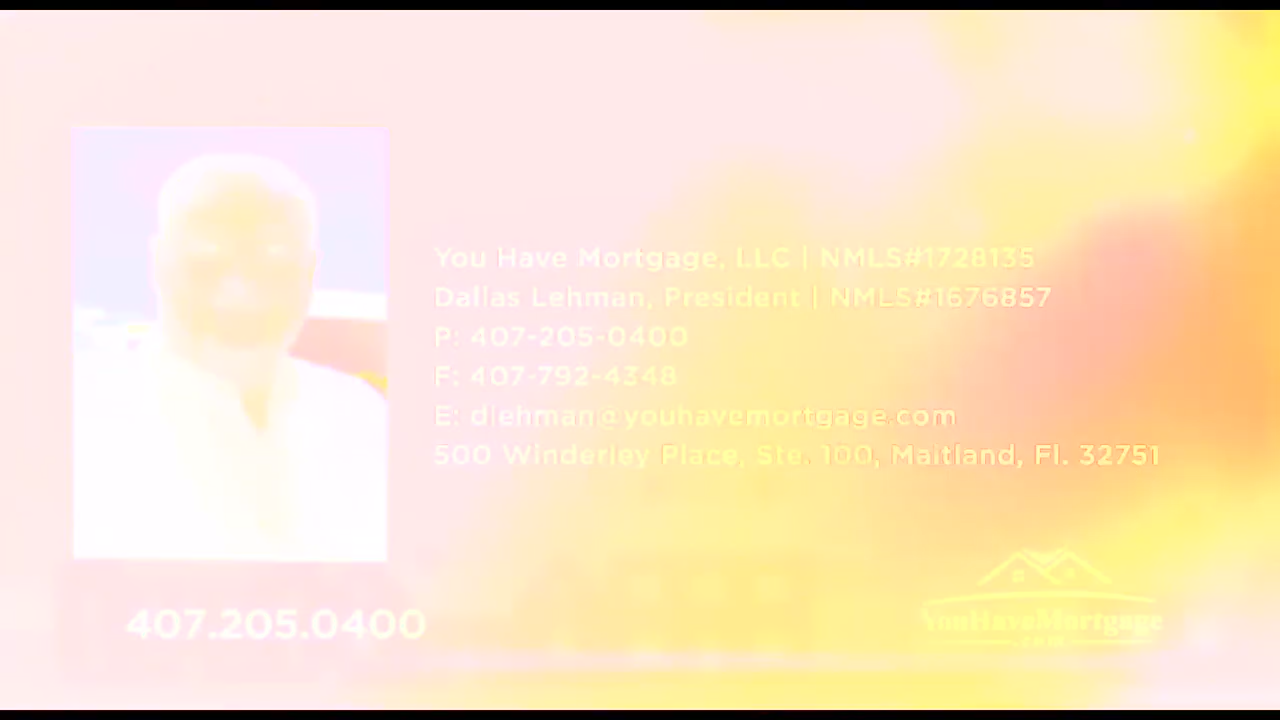 You Have Mortgage, LLC | NMLS#1728135
Dallas Lehman, President | NMLS#1676857
P: 407-205-0400
F: 407-792-4348
E: dlehman@youhavemortgage.com
500 Winderley Place, Ste. 100, Maitland, Fl. 32751
407.205.0400
YouHaveMortgage